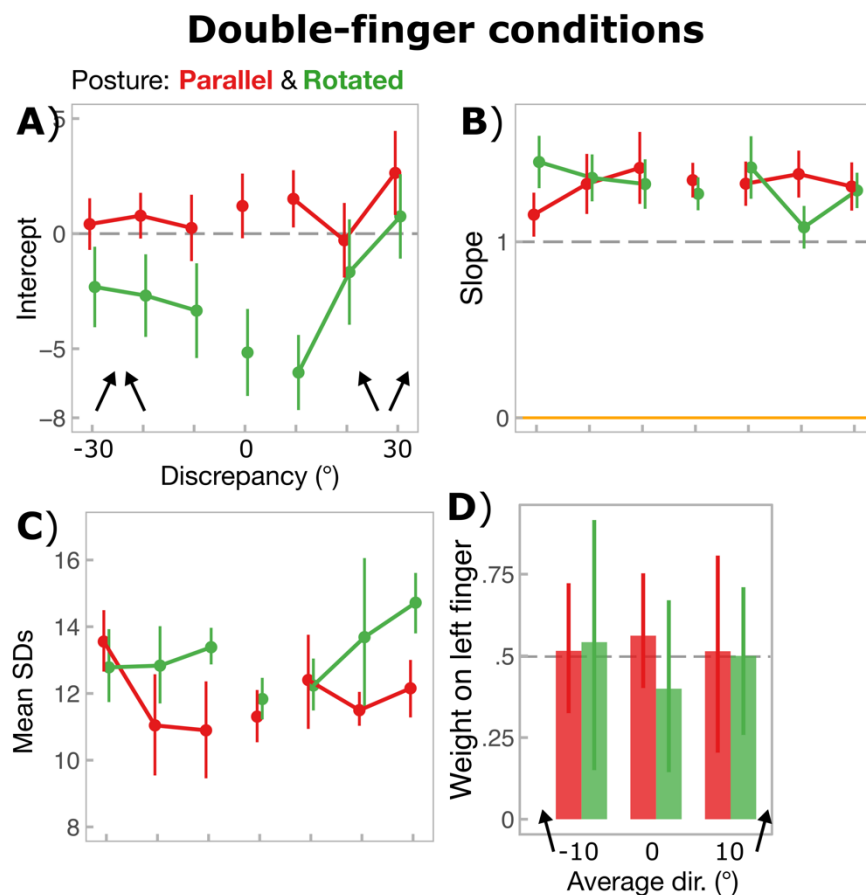 Double-finger conditions
Posture: Parallel & Rotated
A)
5
0
−5
−8
Intercept
-30
0
30
Discrepancy (°)
B)
1
0
Slope
C)
16
14
12
10
8
Mean SDs
D)
.75
.5
.25
0
Weight on left finger
-10
0
10
Average dir. (°)